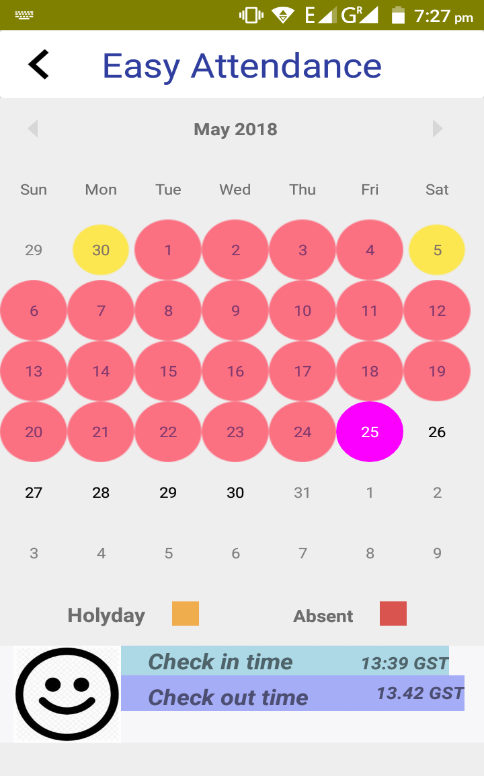 E G R 7:27 pm
Easy Attendance
May 2018
Sun Mon Tue Wed Thu Fri Sat
29 30 1 2 3 4 5
6 7 8 9 10 11 12
13 14 15 16 17 18 19
20 21 22 23 24 25 26
27 28 29 30 31 1 2
3 4 5 6 7 8 9
Holyday Absent
Check in time 13:39 GST
Check out time 13.42 GST